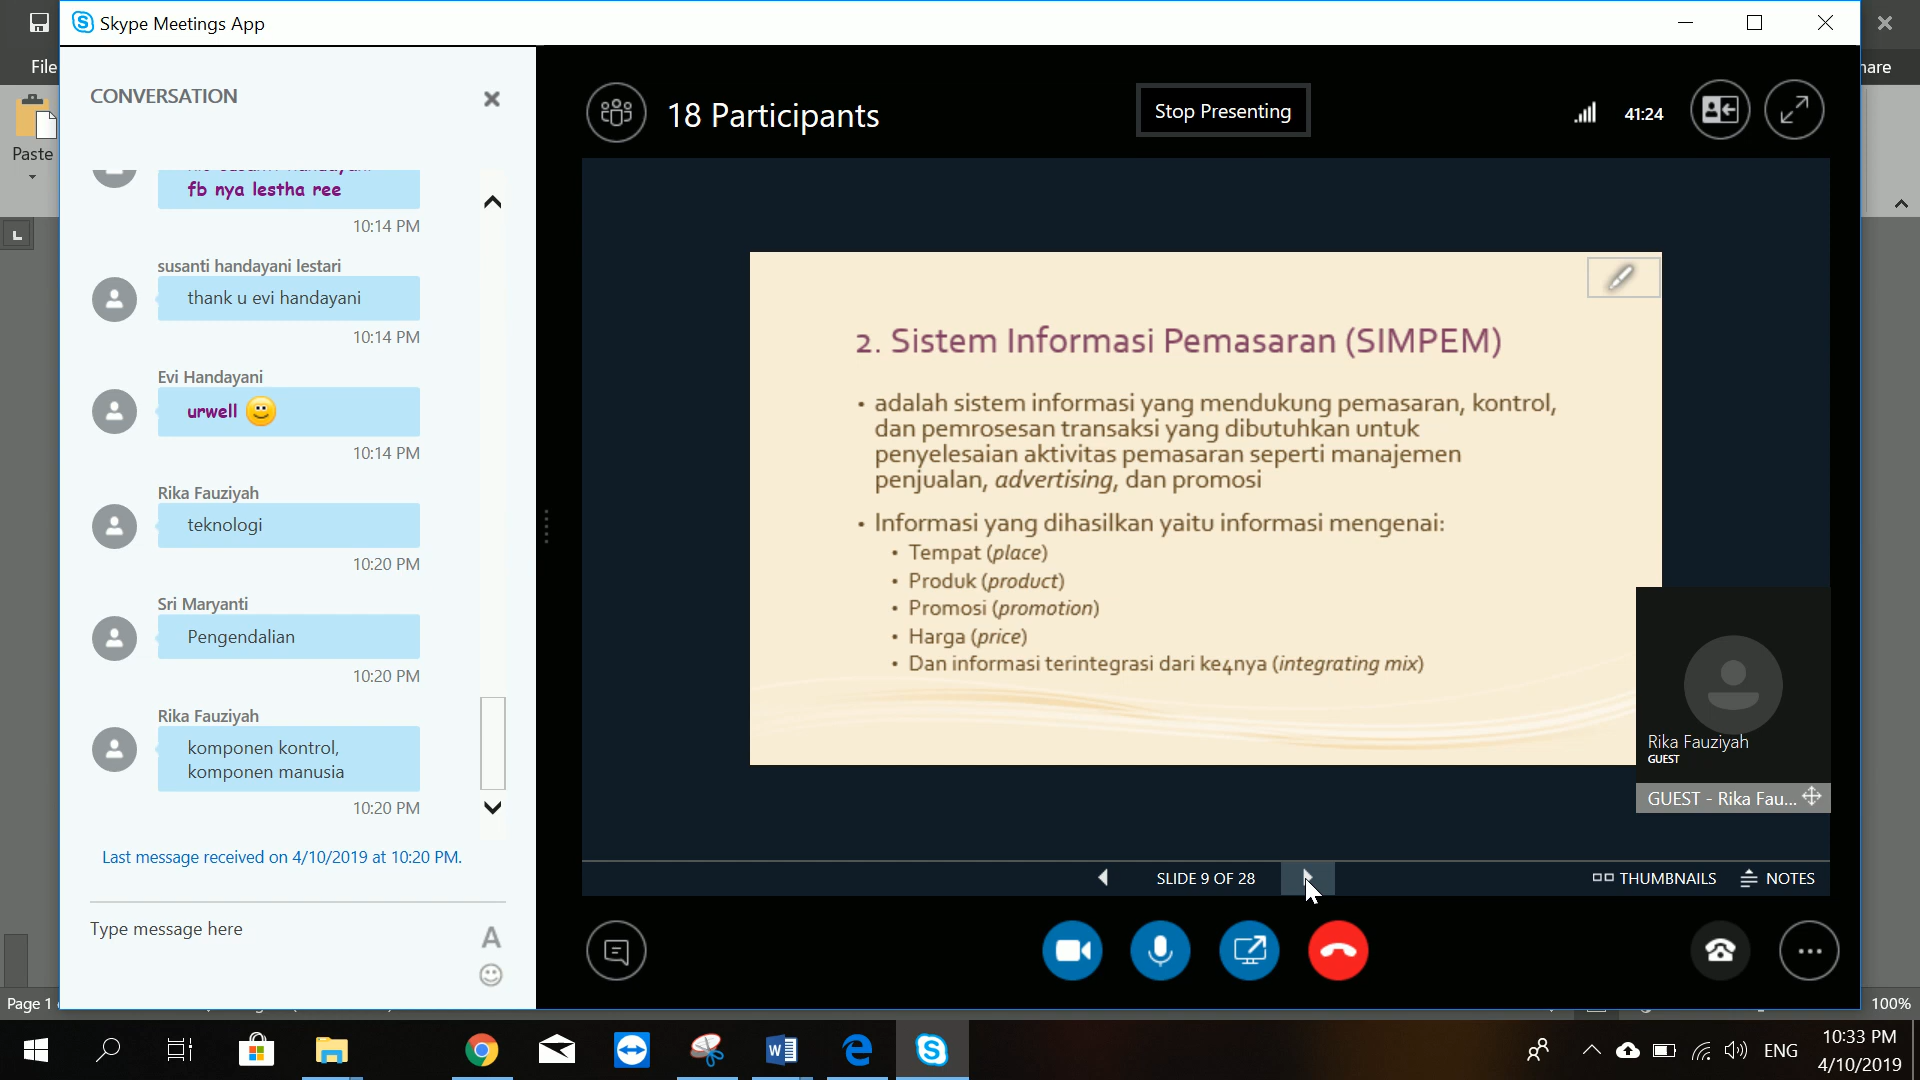 Skype Meetings App
File
Paste
hare
CONVERSATION
fb nya lestha ree
10:14 PM
susanti handayani lestari
thank u evi handayani
10:14 PM
Evi Handayani
urwell
10:14 PM
Rika Fauziyah
teknologi
10:20 PM
Sri Maryanti
Pengendalian
10:20 PM
Rika Fauziyah
komponen kontrol,
komponen manusia
10:20 PM
Last message received on 4/10/2019 at 10:20 PM.
Type message here
A
18 Participants
Stop Presenting
41:24
2. Sistem Informasi Pemasaran (SIMPEM)
• adalah sistem informasi yang mendukung pemasaran, kontrol,
dan pemrosesan transaksi yang dibutuhkan untuk
penyelesaian aktivitas pemasaran seperti manajemen
penjualan, advertising, dan promosi
• Informasi yang dihasilkan yaitu informasi mengenai:
• Tempat (place)
• Produk (product)
• Promosi (promotion)
• Harga (price)
• Dan informasi terintegrasi dari ke4nya (integrating mix)
Rika Fauziyah
GUEST
GUEST - Rika Fau...
SLIDE 9 OF 28
THUMBNAILS
NOTES
Page 1
100%
ENG
10:33 PM
4/10/2019